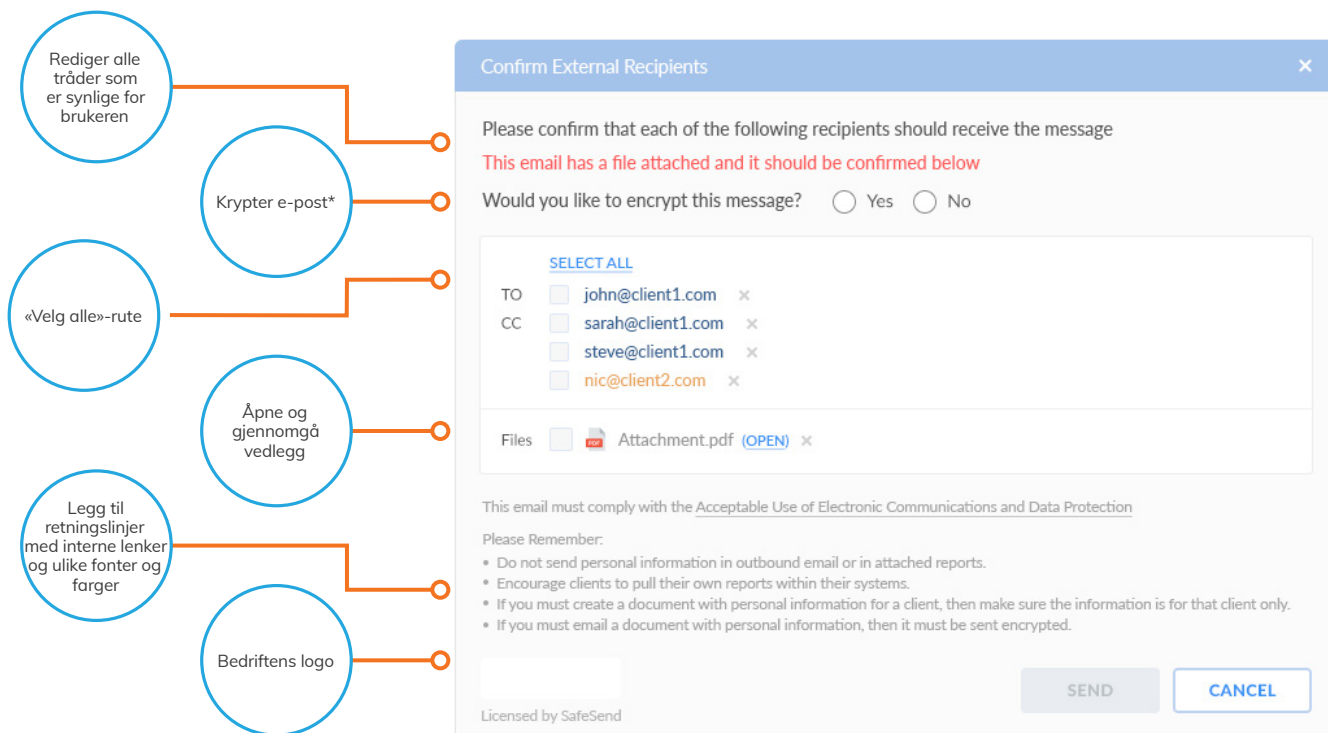 Rediger alle
tråder som
er synlige for
brukeren
Krypter e-post*
«Velg alle»-rute
Åpne og
gjennomgå
vedlegg
Legg til
retningslinjer
med interne lenker
og ulike fonter og
farger
Bedriftens logo
Confirm External Recipients
Please confirm that each of the following recipients should receive the message
This email has a file attached and it should be confirmed below
Would you like to encrypt this message? Yes No
SELECT ALL
TO john@client1.com
CC sarah@client1.com
steve@client1.com
nic@client2.com
Files PDF Attachment.pdf (OPEN)
This email must comply with the Acceptable Use of Electronic Communications and Data Protection
Please Remember:
• Do not send personal information in outbound email or in attached reports.
• Encourage clients to pull their own reports within their systems.
• If you must create a document with personal information for a client, then make sure the information is for that client only.
• If you must email a document with personal information, then it must be sent encrypted.
SEND CANCEL
Licensed by SafeSend